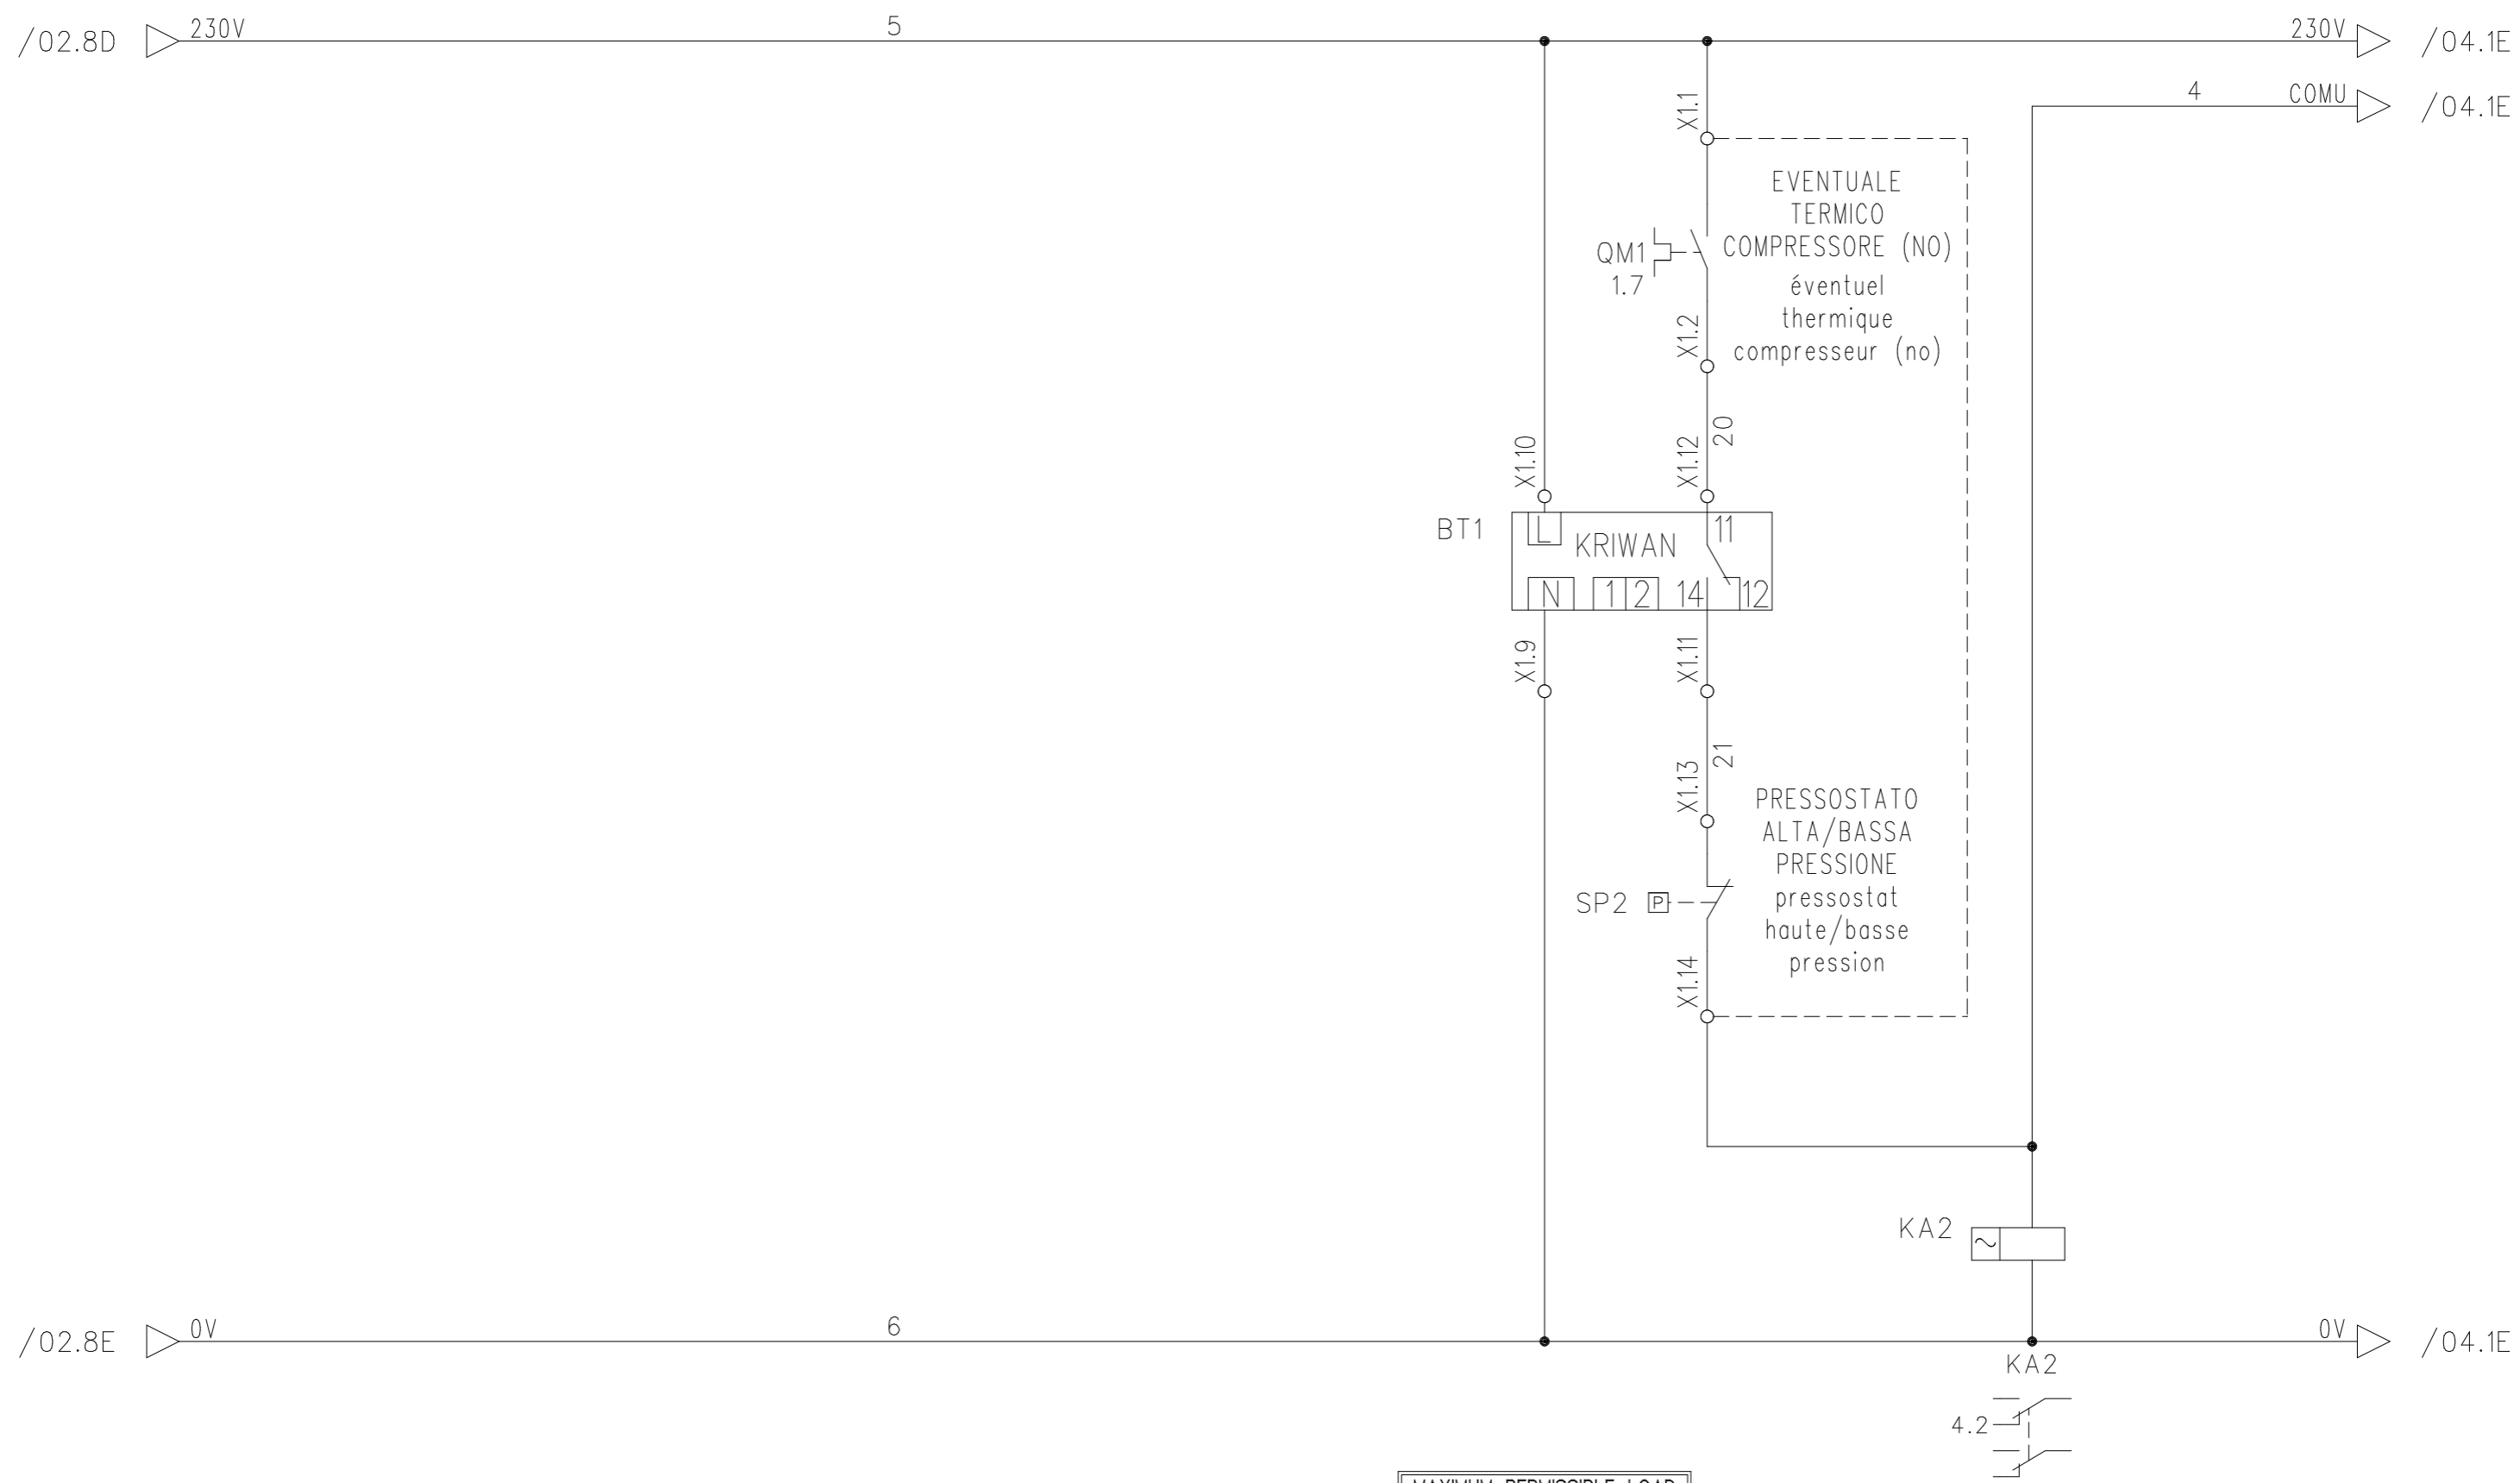 /02.8D 230V 5 230V /04.1E
4 COMU /04.1E
X1.1
EVENTUALE
TERMICO
COMPRESSORE (NO)
éventuel
thermique
compresseur (no)
QM1
1.7
X1.2
X1.10
X1.12
20
BT1
L
KRIWAN
11
N 1 2 14 12
X1.9
X1.11
21
X1.13
PRESSOSTATO
ALTA/BASSA
PRESSIONE
pressostat
haute/basse
pression
SP2 P
X1.14
KA2
~
/02.8E 0V 6 0V /04.1E
KA2
4.2
MAXIMUM PERMISSIBLE LOAD